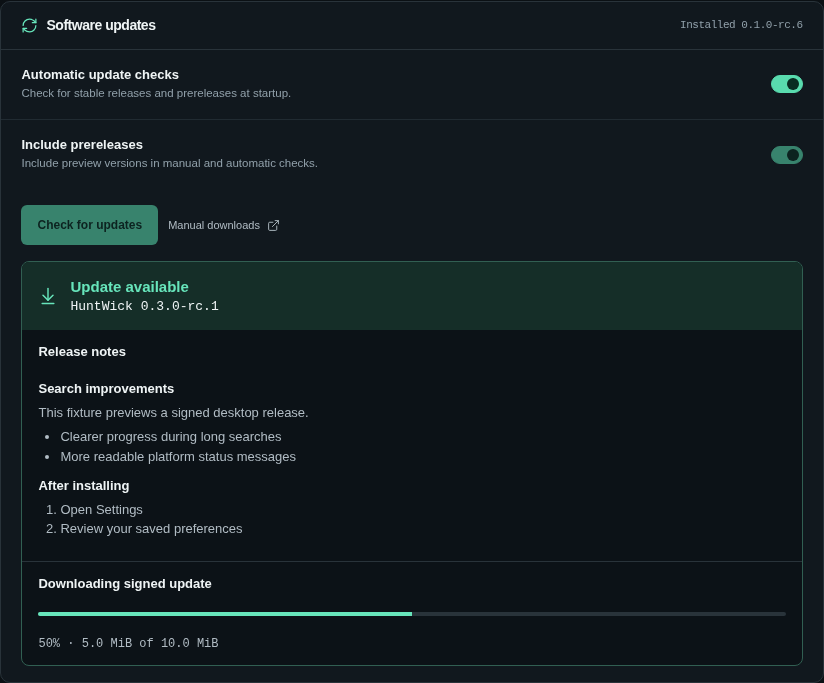 Software updates
Installed 0.1.0-rc.6
Automatic update checks
Check for stable releases and prereleases at startup.
Include prereleases
Include preview versions in manual and automatic checks.
Check for updates
Manual downloads
Update available
HuntWick 0.3.0-rc.1
Release notes
Search improvements
This fixture previews a signed desktop release.
• Clearer progress during long searches
• More readable platform status messages
After installing
1. Open Settings
2. Review your saved preferences
Downloading signed update
50% · 5.0 MiB of 10.0 MiB